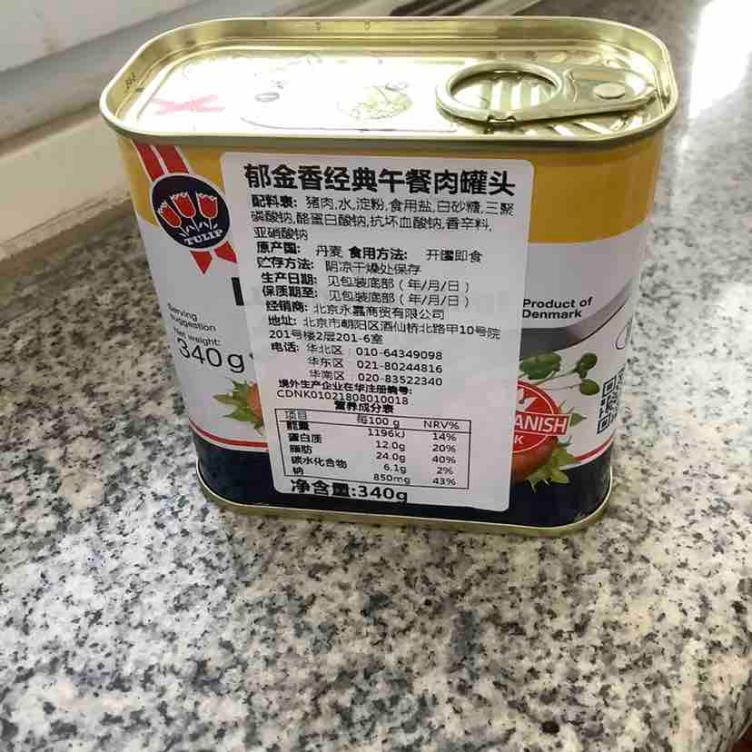 TULIP
郁金香经典午餐肉罐头
配料表: 猪肉,水,淀粉,食用盐,白砂糖,三聚
磷酸钠,酪蛋白酸钠,抗坏血酸钠,香辛料,
亚硝酸钠
原产国: 丹麦 食用方法: 开罐即食
贮存方法: 阴凉干燥处保存
生产日期: 见包装底部(年/月/日)
保质期至: 见包装底部(年/月/日)
经销商: 北京永嘉商贸有限公司
地址: 北京市朝阳区酒仙桥北路甲10号院
201号楼2层201-6室
电话: 华北区: 010-64349098
华东区 021-80244816
华南区: 020-83522340
境外生产企业在华注册编号:
CDNK01021808010018
营养成分表
项目 每100 g NRV%
能量 1196kJ 14%
蛋白质 12.0g 20%
脂肪 24.0g 40%
碳水化合物 6.1g 2%
钠 850mg 43%
净含量:340g
Serving
suggestion
Net weight:
340g
Product of
Denmark
ANISH